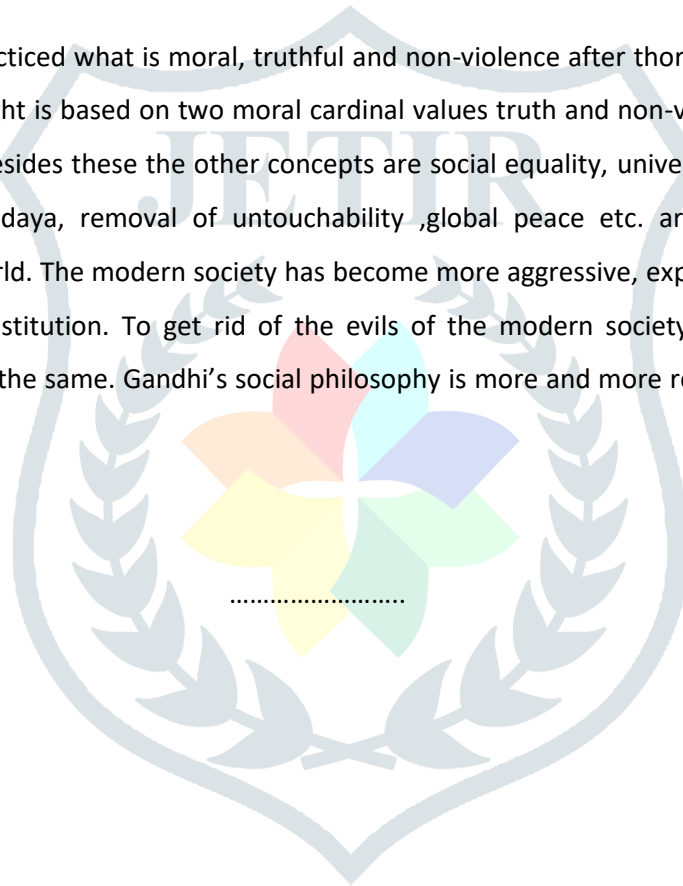 cticed what is moral, truthful and non-violence after thor
ht is based on two moral cardinal values truth and non-v
esides these the other concepts are social equality, unive
JETIR
daya, removal of untouchability ,global peace etc. ar
rld. The modern society has become more aggressive, exp
stitution. To get rid of the evils of the modern society
the same. Gandhi’s social philosophy is more and more r
……………………..